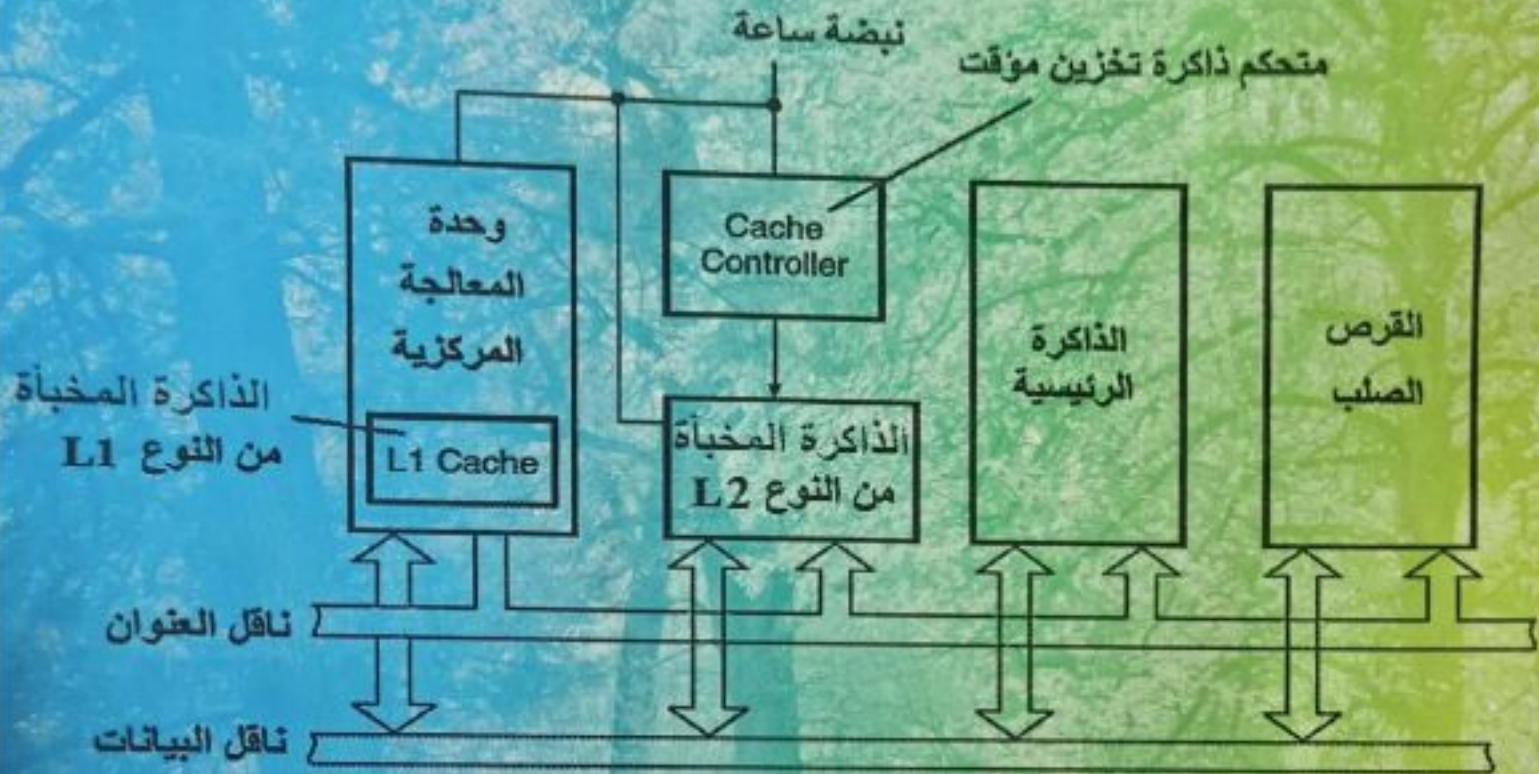 نبضة ساعة
متحكم ذاكرة تخزين مؤقت
وحدة
المعالجة
المركزية
Cache
Controller
الذاكرة
الرئيسية
القرص
الصلب
الذاكرة المخبأة
من النوع L1
L1 Cache
الذاكرة المخبأة
من النوع L2
ناقل العنوان
ناقل البيانات